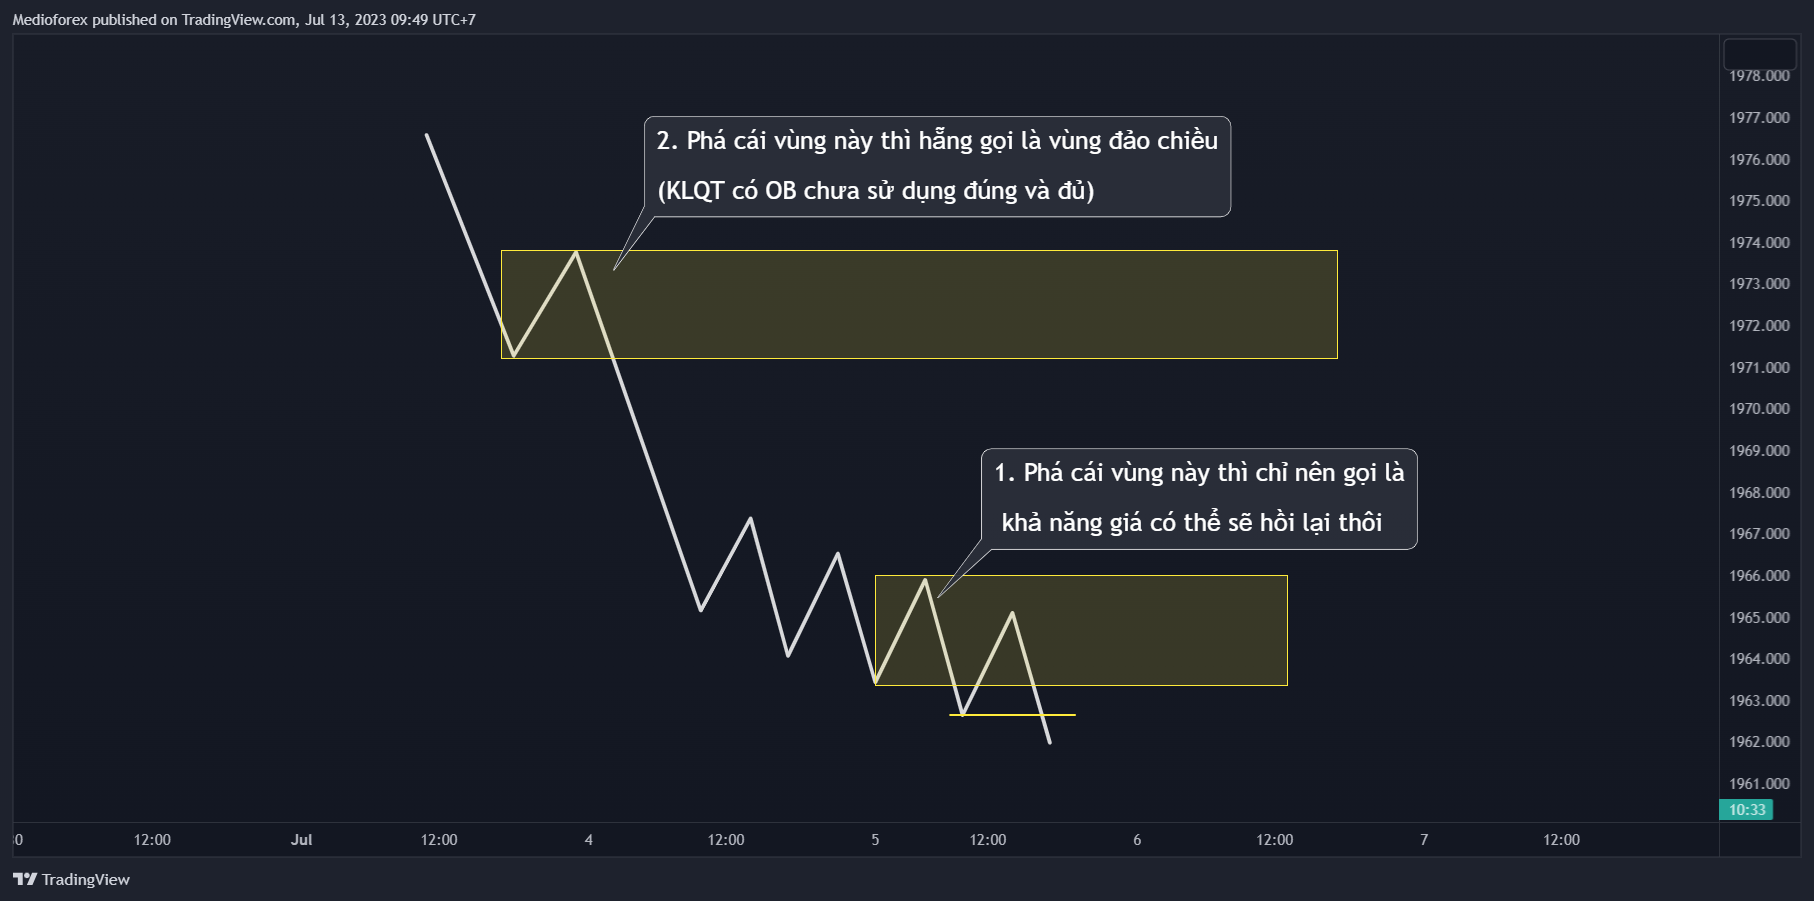 Medioforex published on TradingView.com, Jul 13, 2023 09:49 UTC+7
2. Phá cái vùng này thì hẵng gọi là vùng đảo chiều
(KLQT có OB chưa sử dụng đúng và đủ)
1. Phá cái vùng này thì chỉ nên gọi là
khả năng giá có thể sẽ hồi lại thôi
1978.000
1977.000
1976.000
1975.000
1974.000
1973.000
1972.000
1971.000
1970.000
1969.000
1968.000
1967.000
1966.000
1965.000
1964.000
1963.000
1962.000
1961.000
10:33
30 12:00 Jul 12:00 4 12:00 5 12:00 6 12:00 7 12:00
TradingView